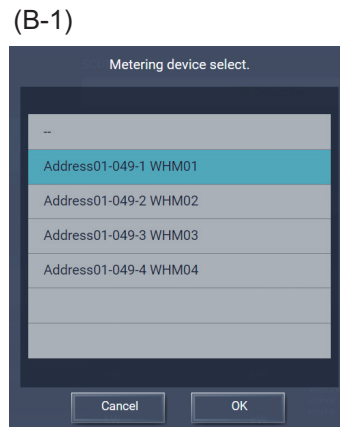 (B-1)
Metering device select.
--
Address01-049-1 WHM01
Address01-049-2 WHM02
Address01-049-3 WHM03
Address01-049-4 WHM04
Cancel OK